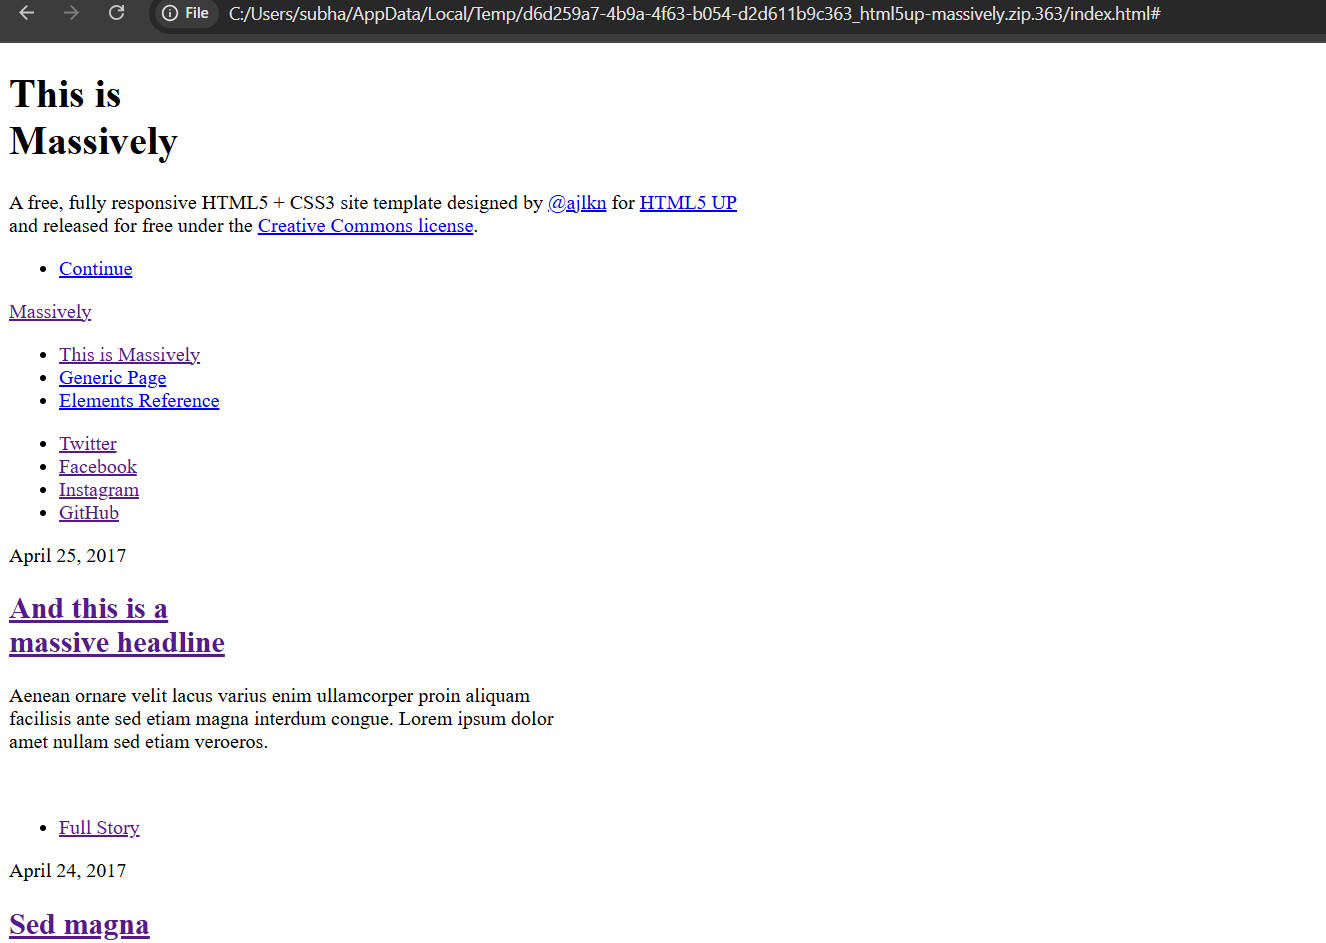 File C:/Users/subha/AppData/Local/Temp/d6d259a7-4b9a-4f63-b054-d2d611b9c363_html5up-massively.zip.363/index.html#
This is
Massively
A free, fully responsive HTML5 + CSS3 site template designed by @ajlkn for HTML5 UP
and released for free under the Creative Commons license.
Continue
Massively
This is Massively
Generic Page
Elements Reference
Twitter
Facebook
Instagram
GitHub
April 25, 2017
And this is a
massive headline
Aenean ornare velit lacus varius enim ullamcorper proin aliquam
facilisis ante sed etiam magna interdum congue. Lorem ipsum dolor
amet nullam sed etiam veroeros.
Full Story
April 24, 2017
Sed magna